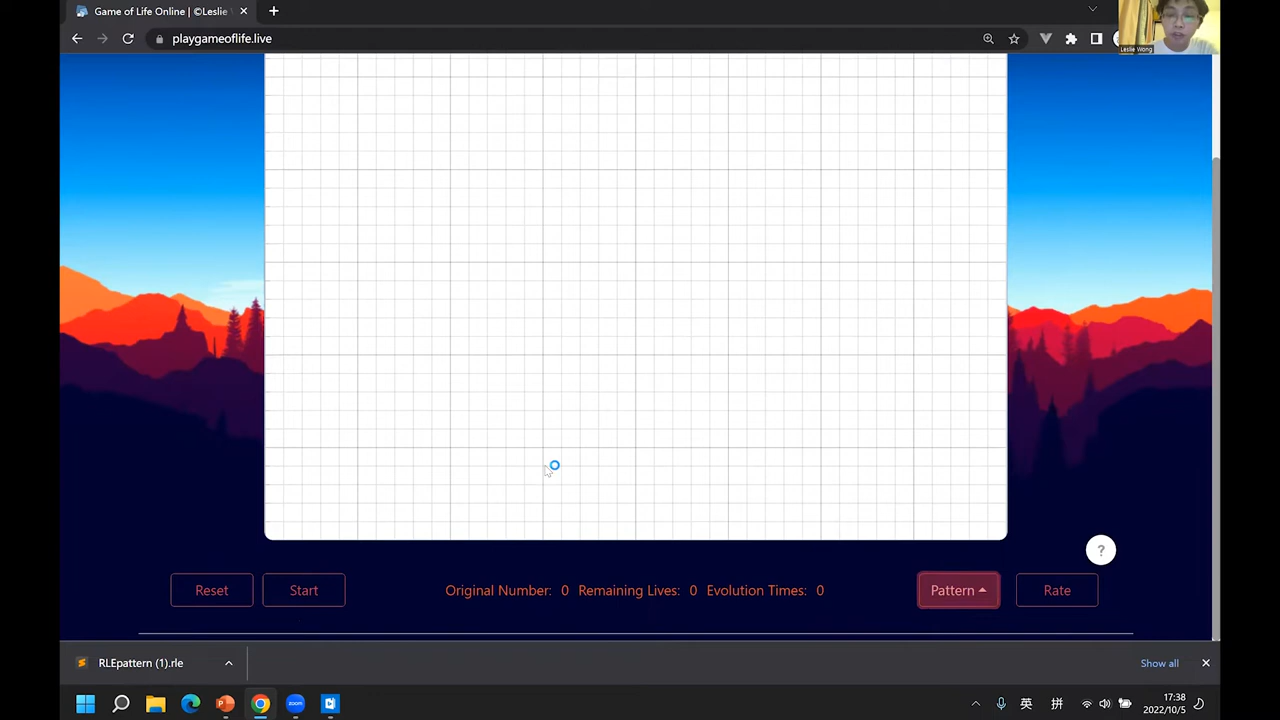 Game of Life Online | ©Leslie
playgameoflife.live
Leslie Wong
?
Reset
Start
Original Number: 0 Remaining Lives: 0 Evolution Times: 0
Pattern
Rate
RLEpattern (1).rle
Show all
zoom
英
拼
17:38
2022/10/5